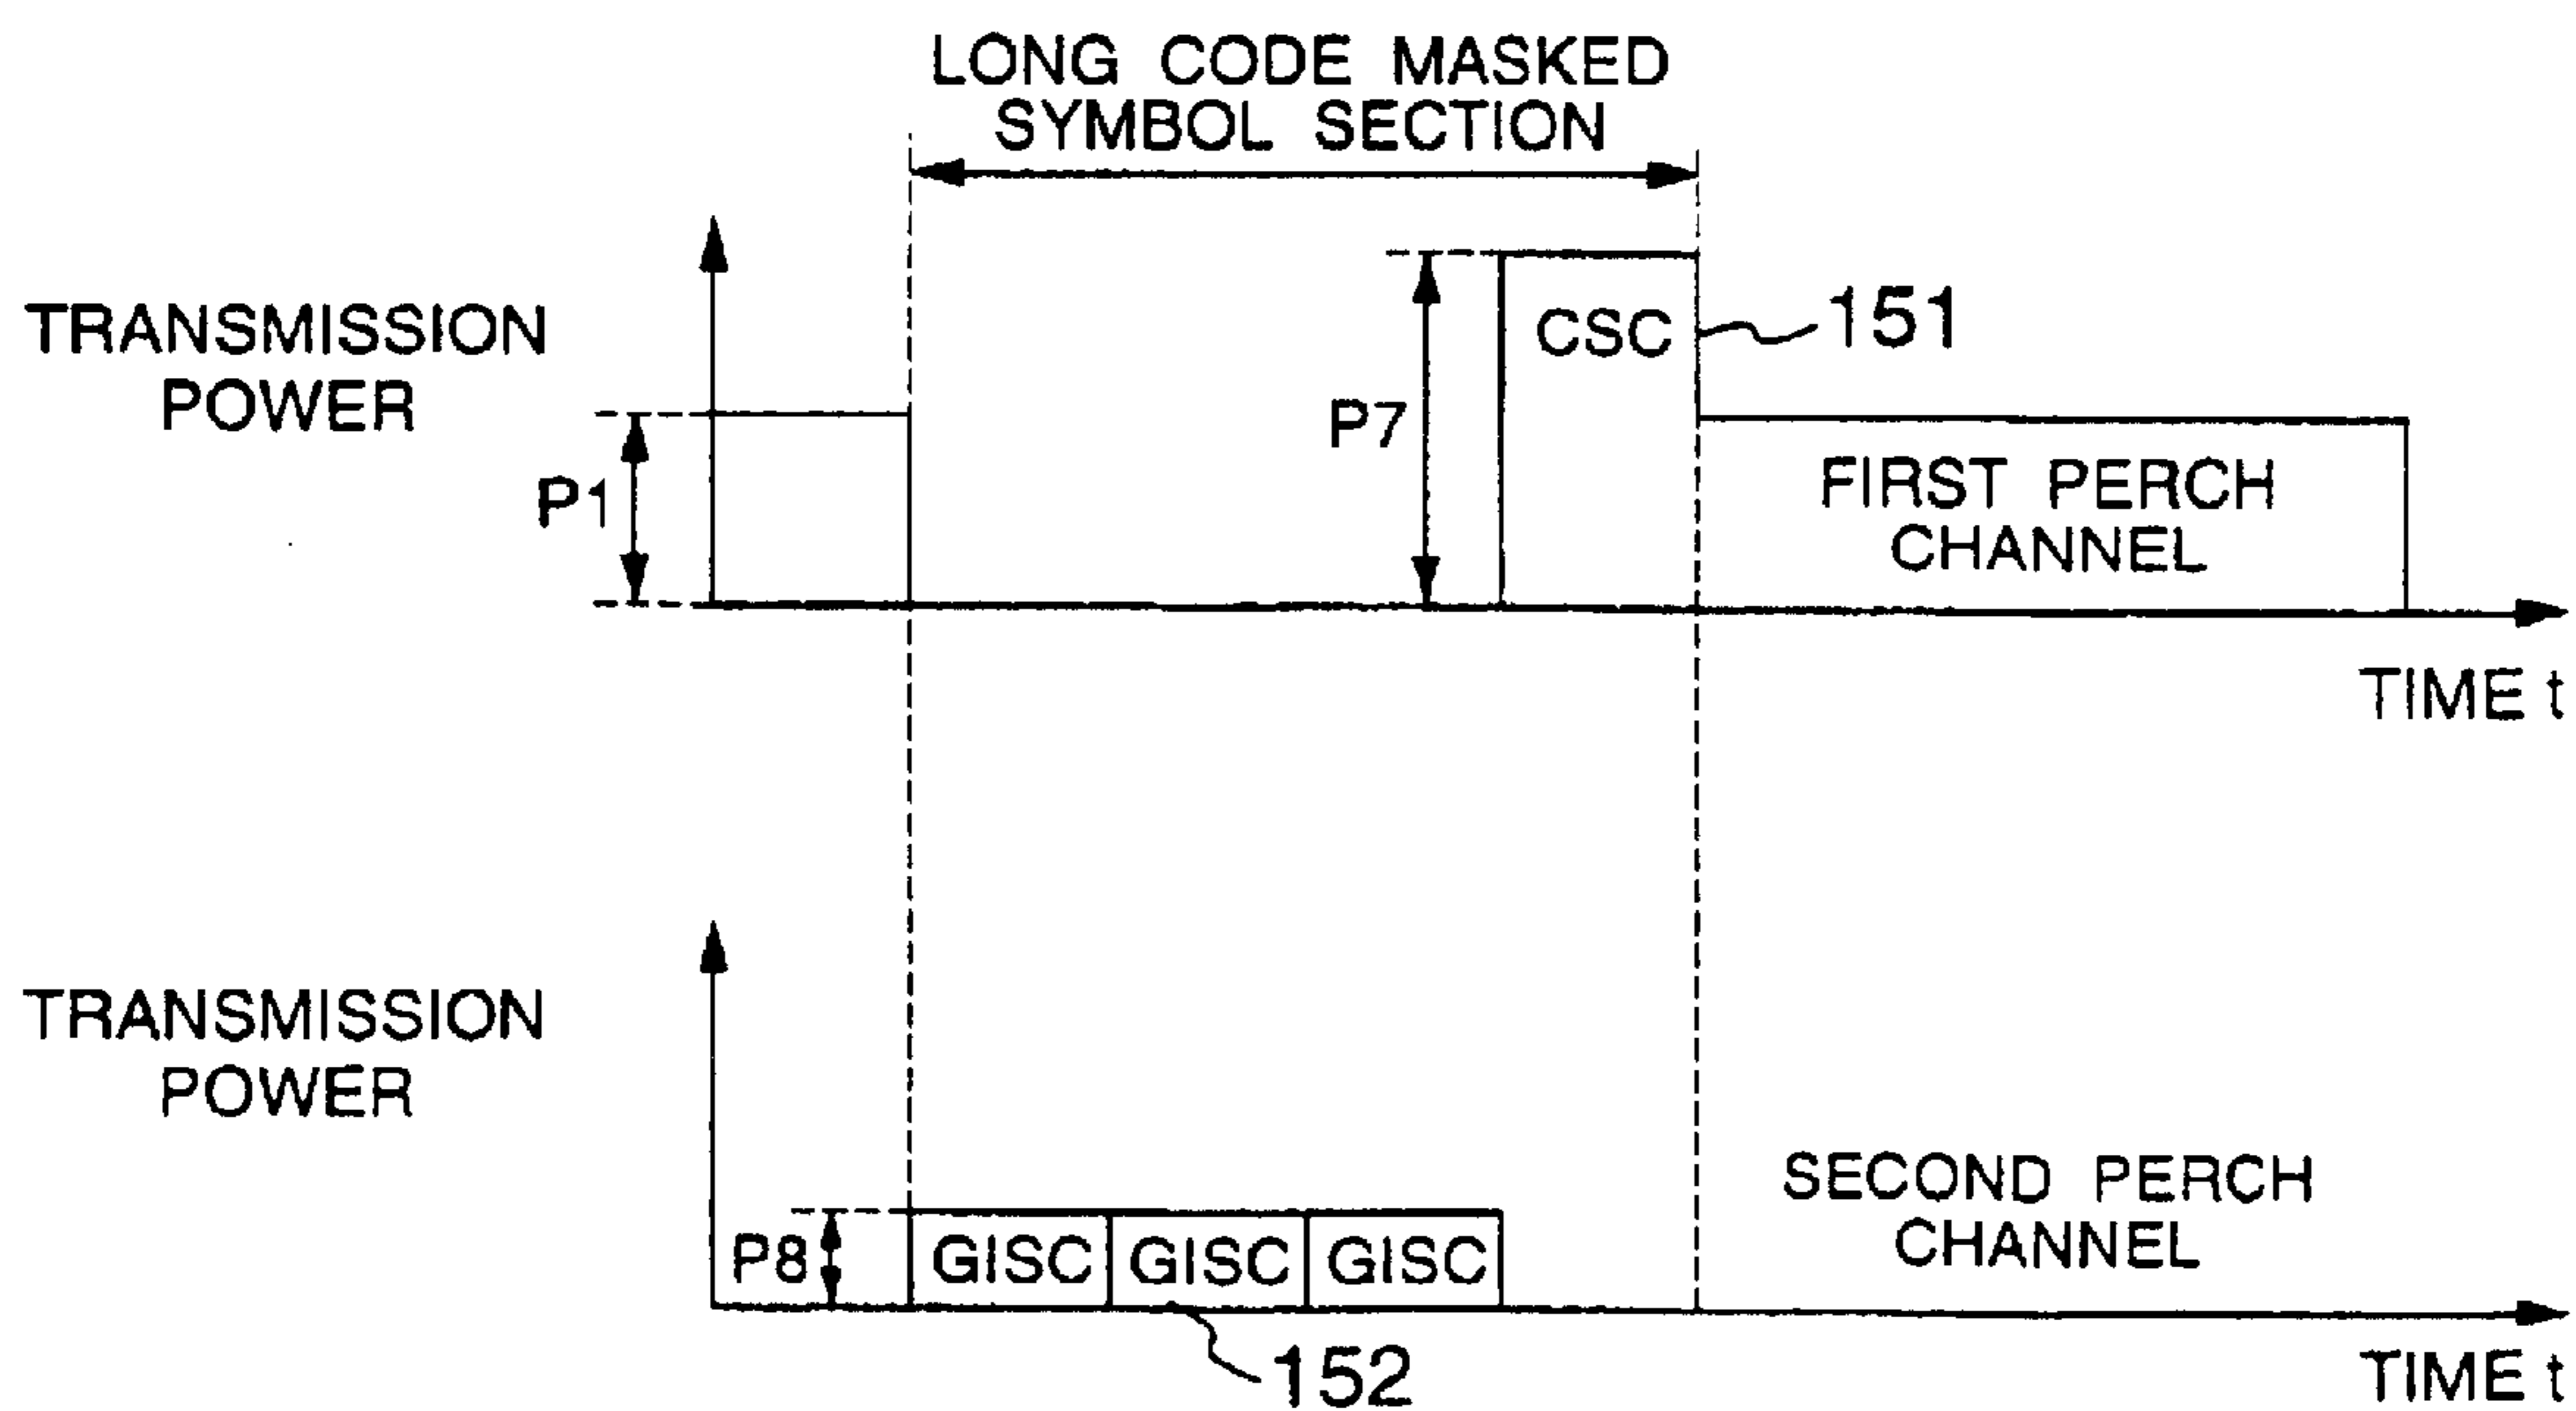 LONG CODE MASKED
SYMBOL SECTION
TRANSMISSION
POWER
P1
P7
CSC
151
FIRST PERCH
CHANNEL
TIME t
TRANSMISSION
POWER
P8
GISC GISC GISC
152
SECOND PERCH
CHANNEL
TIME t